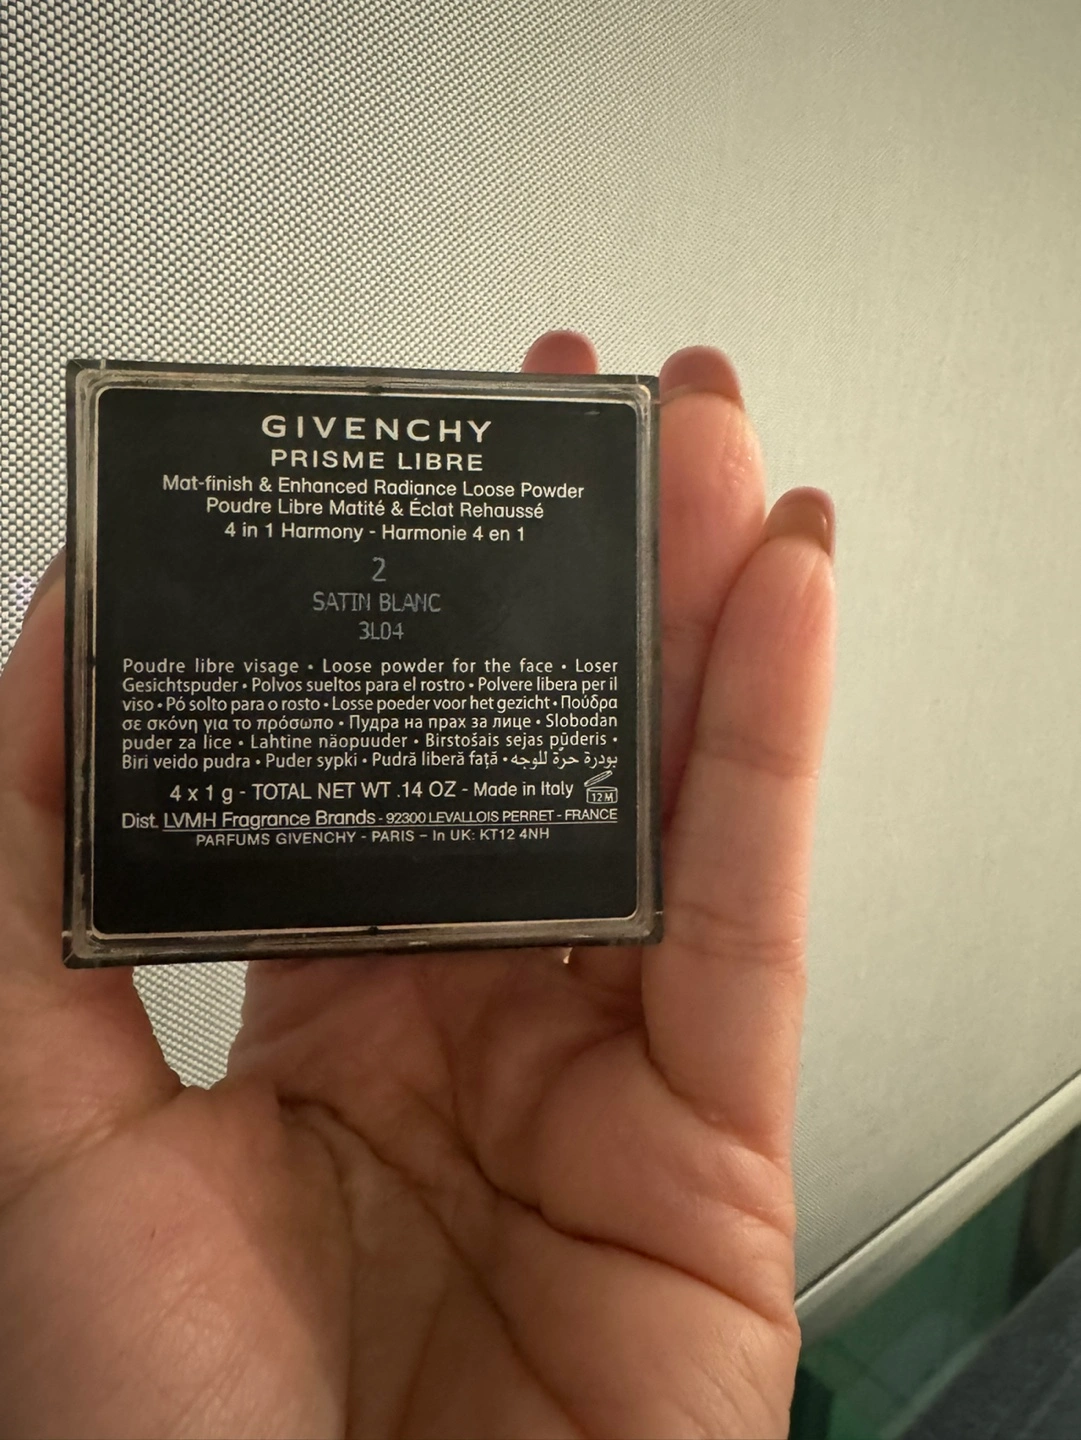 GIVENCHY
PRISME LIBRE
Mat-finish & Enhanced Radiance Loose Powder
Poudre Libre Matité & Éclat Rehaussé
4 in 1 Harmony - Harmonie 4 en 1
2
SATIN BLANC
3L04
Poudre libre visage • Loose powder for the face • Loser
Gesichtspuder • Polvos sueltos para el rostro • Polvere libera per il
viso • Pó solto para o rosto • Losse poeder voor het gezicht • Πούδρα
σε σκόνη για το πρόσωπο • Пудра на прах за лице • Slobodan
puder za lice • Lahtine näopuuder • Birstošais sejas pūderis •
Biri veido pudra • Puder sypki • Pudră liberă față • بودرة حرّة للوجه
4 x 1 g - TOTAL NET WT .14 OZ - Made in Italy 12 M
Dist. LVMH Fragrance Brands - 92300 LEVALLOIS PERRET - FRANCE
PARFUMS GIVENCHY - PARIS – In UK: KT12 4NH